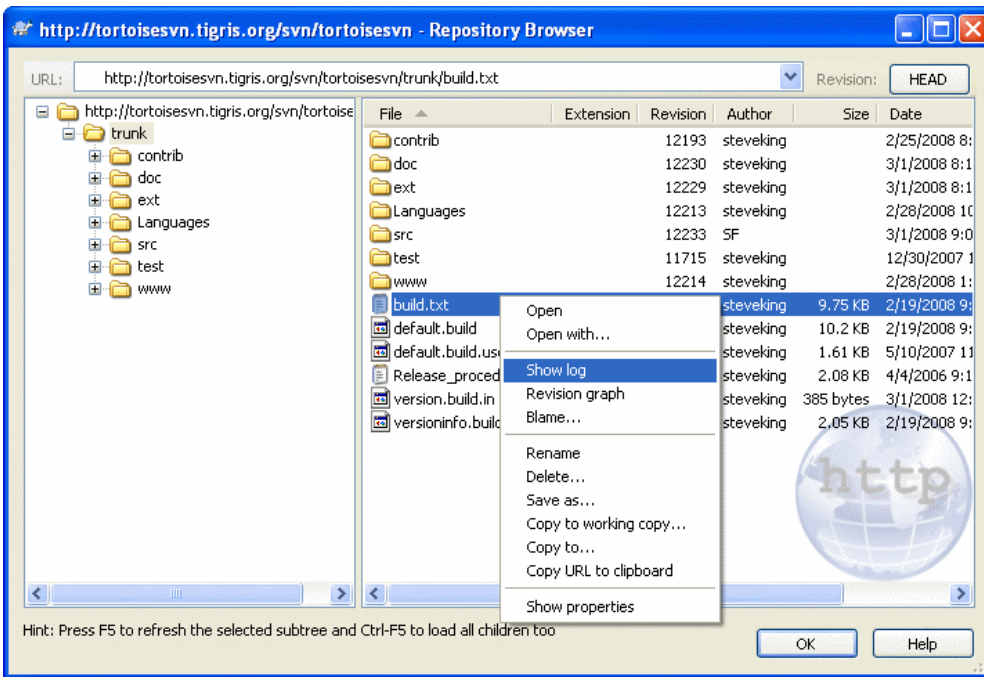 http://tortoisesvn.tigris.org/svn/tortoisesvn - Repository Browser
URL: http://tortoisesvn.tigris.org/svn/tortoisesvn/trunk/build.txt Revision: HEAD
http://tortoisesvn.tigris.org/svn/tortoise
trunk
contrib
doc
ext
Languages
src
test
www
File Extension Revision Author Size Date
contrib 12193 steveking 2/25/2008 8:
doc 12230 steveking 3/1/2008 8:1
ext 12229 steveking 3/1/2008 8:1
Languages 12213 steveking 2/28/2008 10
src 12233 SF 3/1/2008 9:0
test 11715 steveking 12/30/2007 1
www 12214 steveking 2/28/2008 1:
build.txt steveking 9.75 KB 2/19/2008 9:
default.build steveking 10.2 KB 2/19/2008 9:
default.build.use steveking 1.61 KB 5/10/2007 11
Release_proced steveking 2.08 KB 4/4/2006 9:1
version.build.in steveking 385 bytes 3/1/2008 12:
versioninfo.build steveking 2.05 KB 2/19/2008 9:
Open
Open with...
Show log
Revision graph
Blame...
Rename
Delete...
Save as...
Copy to working copy...
Copy to...
Copy URL to clipboard
Show properties
http
Hint: Press F5 to refresh the selected subtree and Ctrl-F5 to load all children too
OK Help